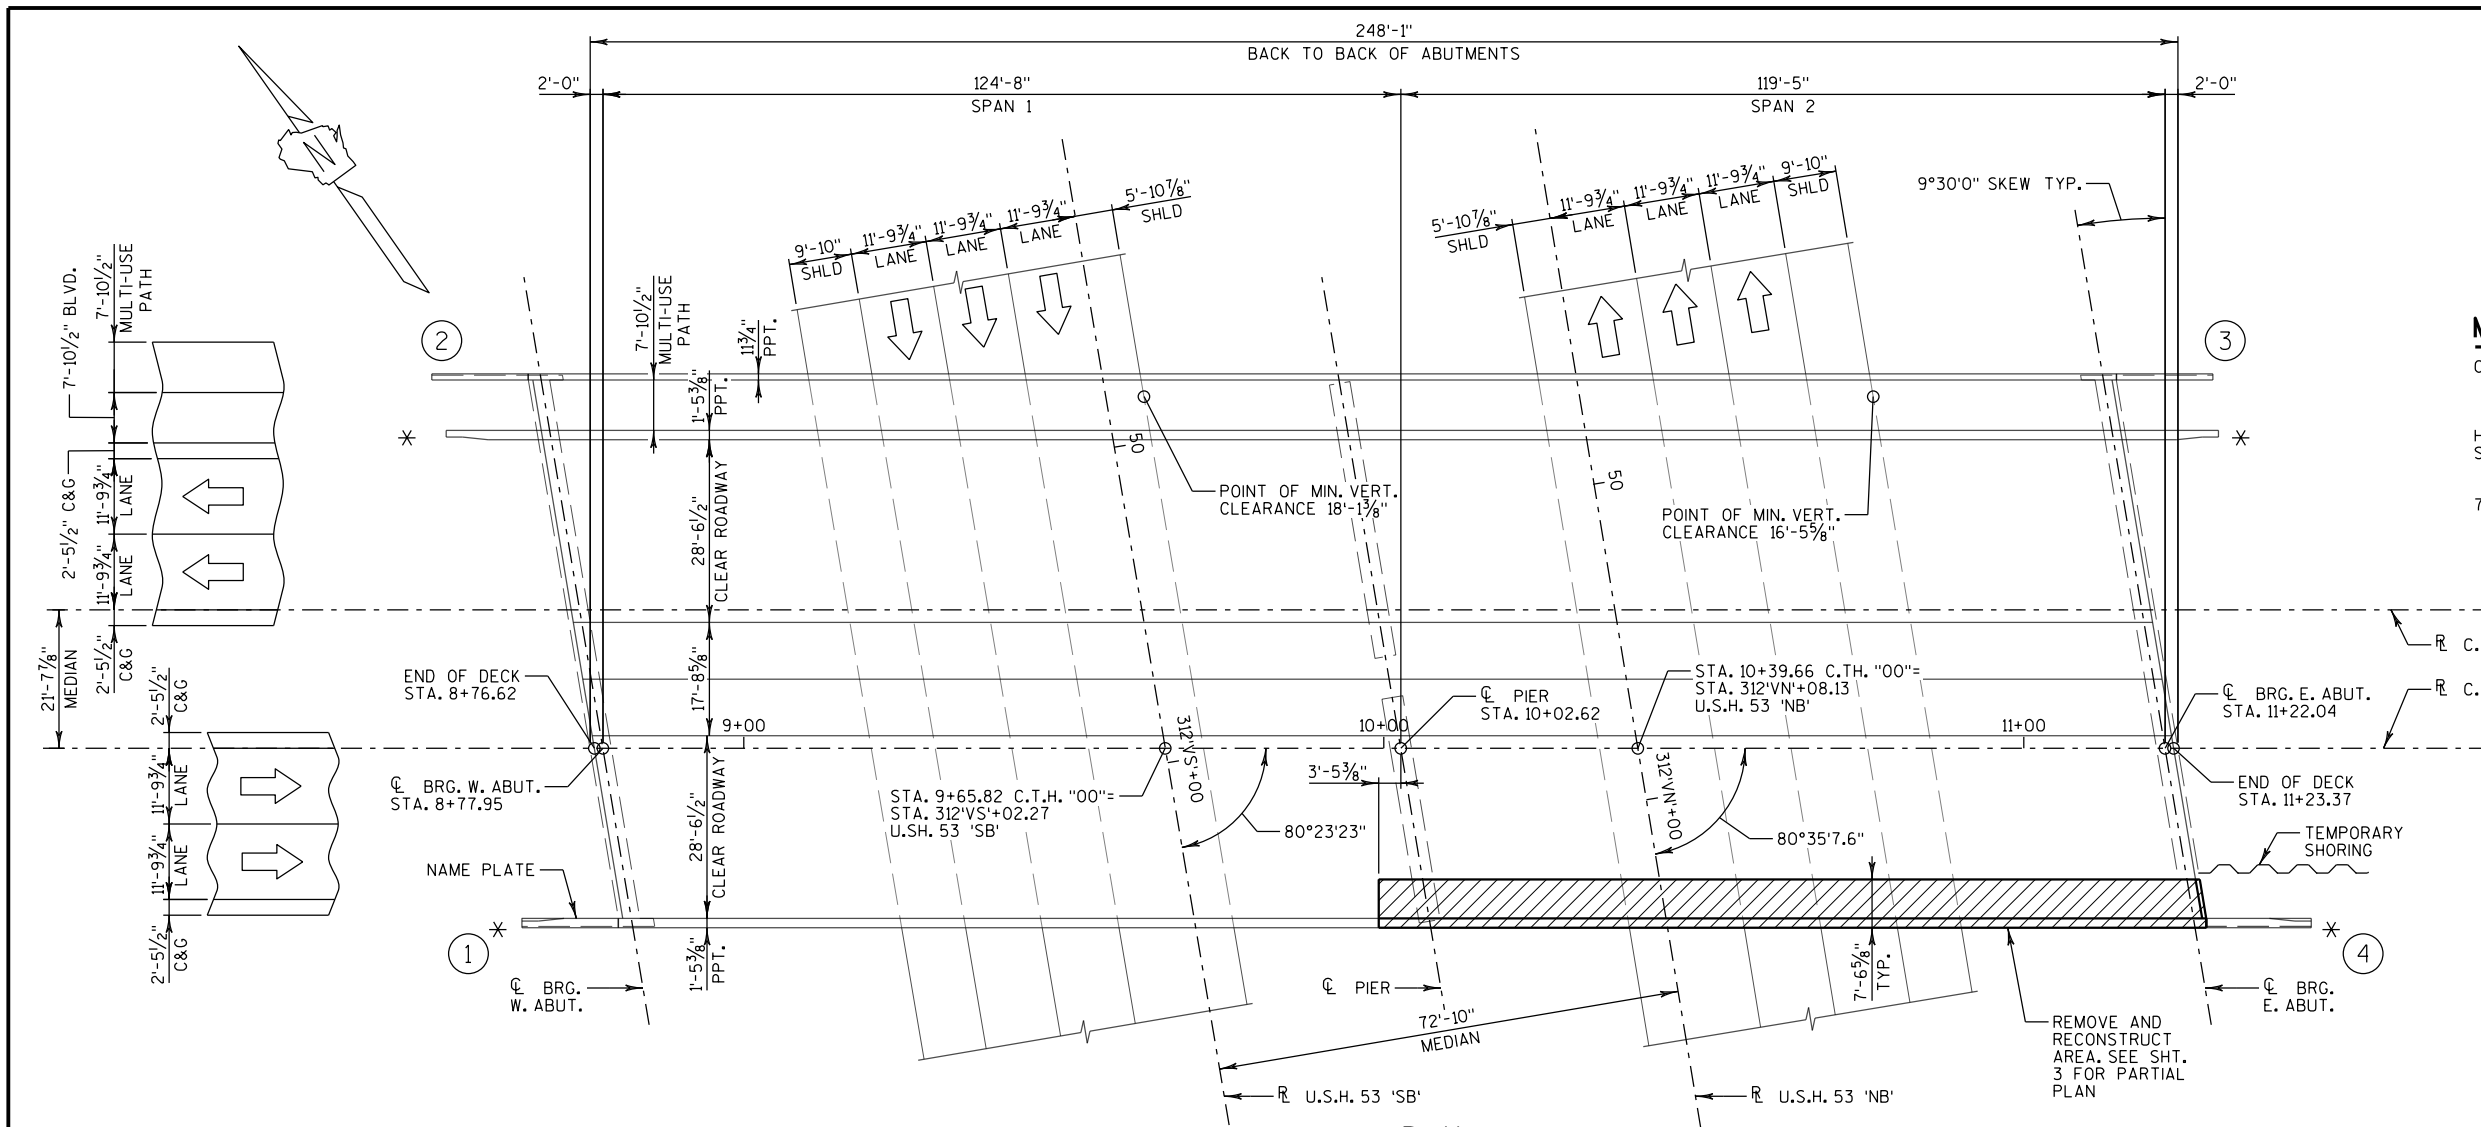 248'-1"
BACK TO BACK OF ABUTMENTS
2'-0"
124'-8"
SPAN 1
119'-5"
SPAN 2
2'-0"
N
9'-10"
SHLD
11'-9¾"
LANE
11'-9¾"
LANE
11'-9¾"
LANE
5'-10⅞"
SHLD
5'-10⅞"
SHLD
11'-9¾"
LANE
11'-9¾"
LANE
11'-9¾"
LANE
9'-10"
SHLD
9°30'0" SKEW TYP.
7'-10½" BLVD.
7'-10½"
MULTI-USE
PATH
2'-5½" C&G
11'-9¾"
LANE
11'-9¾"
LANE
2'-5½"
C&G
21'-7⅞"
MEDIAN
2'-5½"
C&G
11'-9¾"
LANE
11'-9¾"
LANE
2'-5½"
C&G
2
3
7'-10½"
MULTI-USE
PATH
11¾"
PPT.
1'-5⅜"
PPT.
*
*
50
50
POINT OF MIN. VERT.
CLEARANCE 18'-1⅜"
POINT OF MIN. VERT.
CLEARANCE 16'-5⅝"
28'-6½"
CLEAR ROADWAY
17'-8⅝"
END OF DECK
STA. 8+76.62
℄ BRG. W. ABUT.
STA. 8+77.95
9+00
10+00
11+00
℄ PIER
STA. 10+02.62
STA. 10+39.66 C.TH. "OO"=
STA. 312'VN'+08.13
U.S.H. 53 'NB'
℄ BRG. E. ABUT.
STA. 11+22.04
END OF DECK
STA. 11+23.37
STA. 9+65.82 C.T.H. "OO"=
STA. 312'VS'+02.27
U.SH. 53 'SB'
312'VS'+00
312'VN'+00
80°23'23"
80°35'7.6"
3'-5⅜"
28'-6½"
CLEAR ROADWAY
1'-5⅜"
PPT.
NAME PLATE
TEMPORARY
SHORING
1
*
*
4
℄ BRG.
W. ABUT.
℄ PIER
72'-10"
MEDIAN
7'-6⅝"
TYP.
℄ BRG.
E. ABUT.
REMOVE AND
RECONSTRUCT
AREA. SEE SHT.
3 FOR PARTIAL
PLAN
R͟L U.S.H. 53 'SB'
R͟L U.S.H. 53 'NB'
R͟L C.
R͟L C.